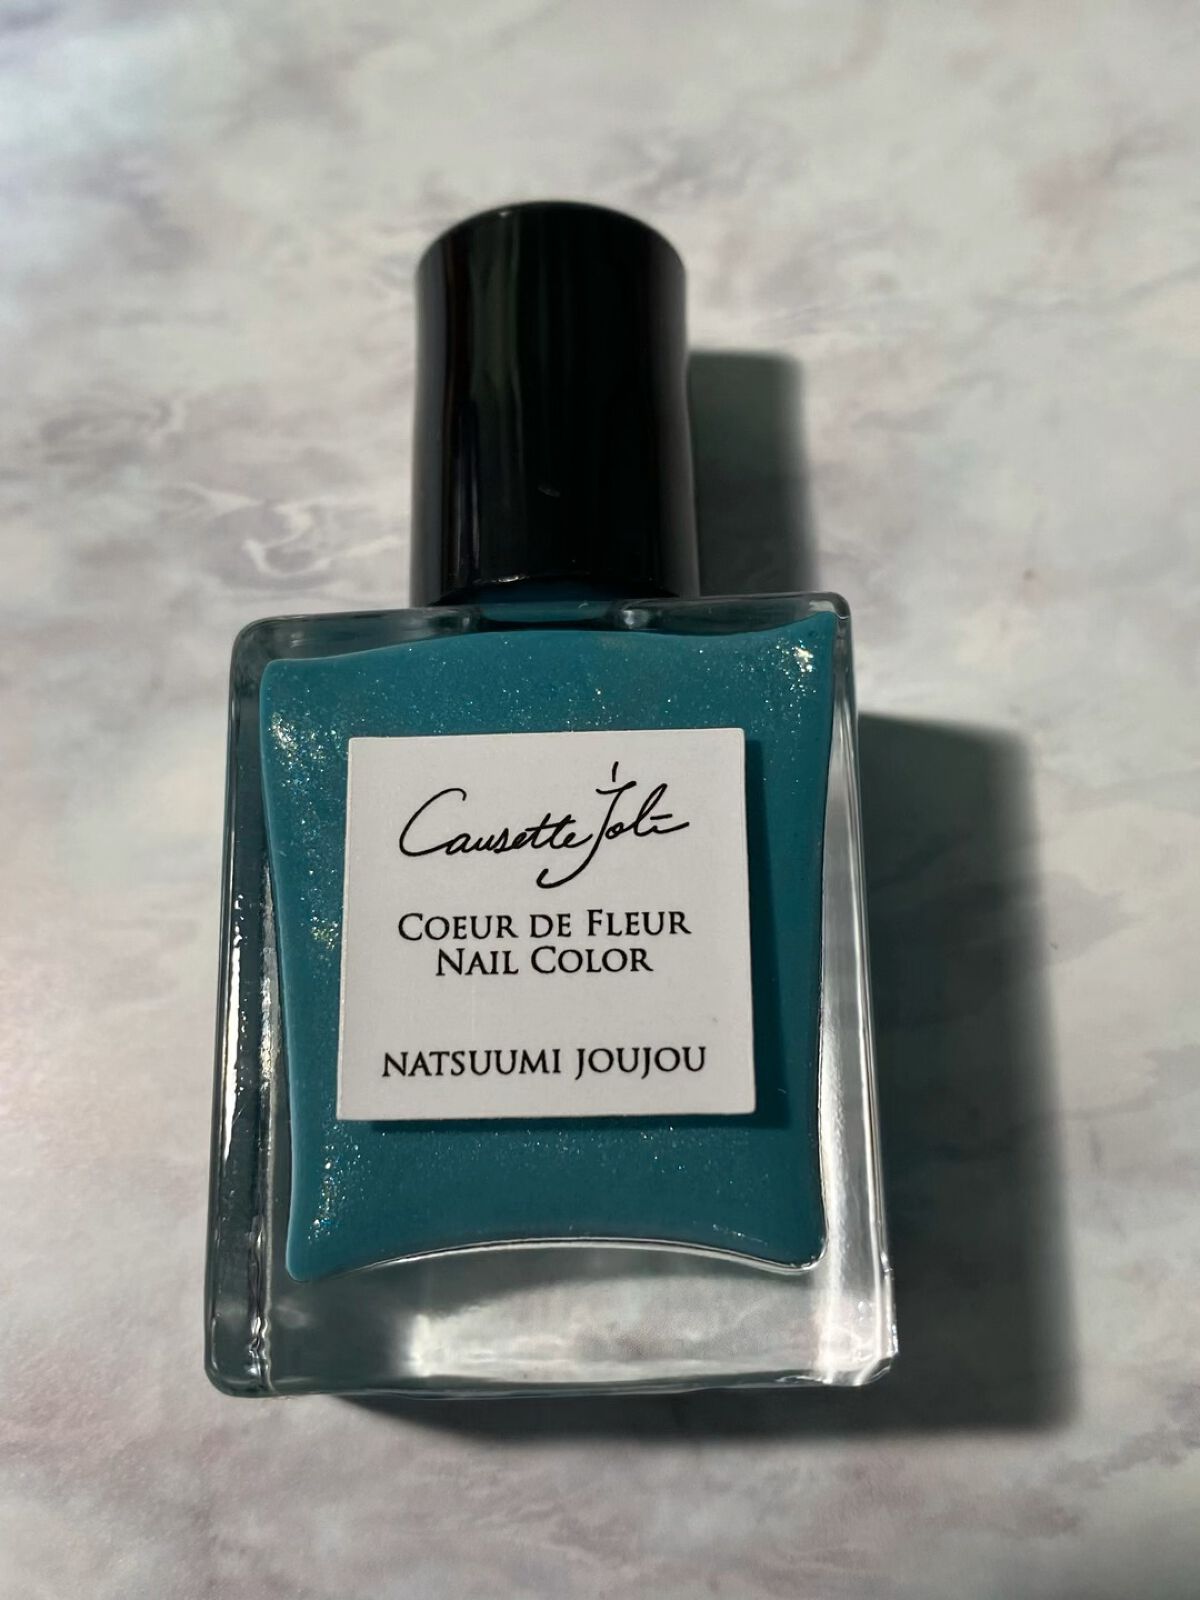 Causette Joli
COEUR DE FLEUR
NAIL COLOR
NATSUUMI JOUJOU